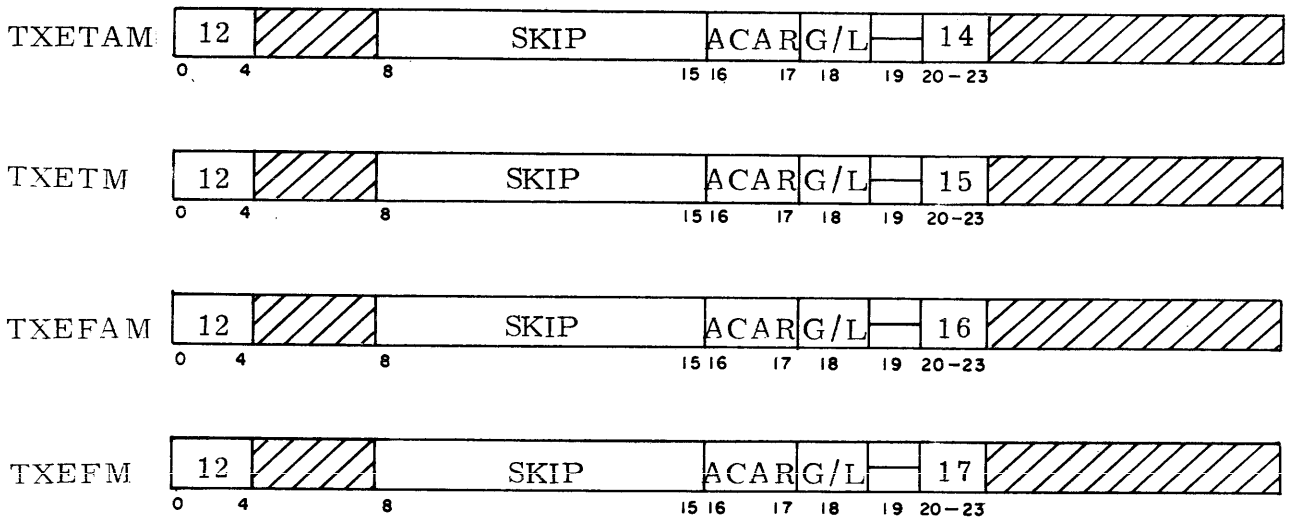 TXETAM 12 SKIP ACAR G/L 14
0 4 8 15 16 17 18 19 20-23
TXETM 12 SKIP ACAR G/L 15
0 4 8 15 16 17 18 19 20-23
TXEFAM 12 SKIP ACAR G/L 16
0 4 8 15 16 17 18 19 20-23
TXEFM 12 SKIP ACAR G/L 17
0 4 8 15 16 17 18 19 20-23